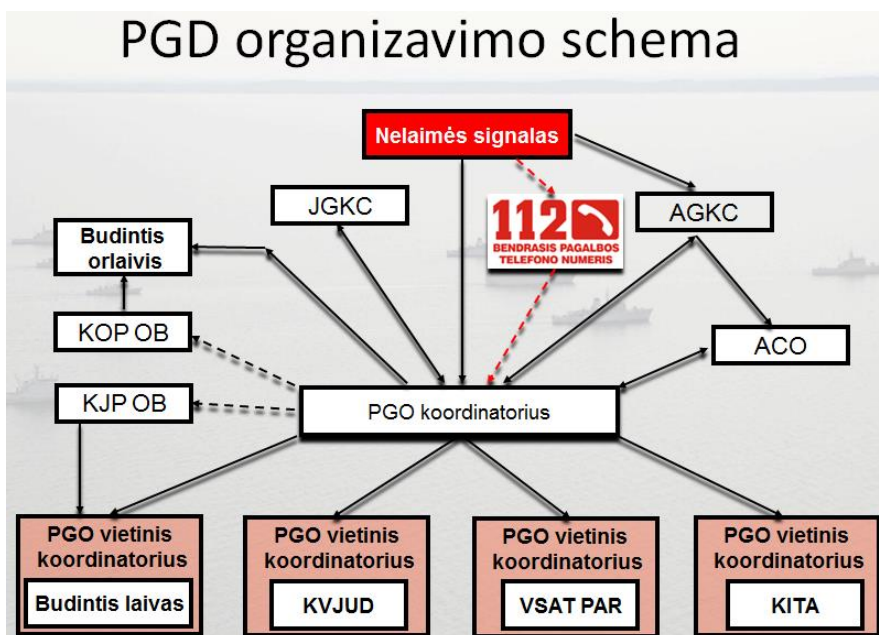 PGD organizavimo schema
Nelaimės signalas
JGKC
112
BENDRASIS PAGALBOS
TELEFONO NUMERIS
AGKC
Budintis
orlaivis
KOP OB
ACO
KJP OB
PGO koordinatorius
PGO vietinis
koordinatorius
Budintis laivas
PGO vietinis
koordinatorius
KVJUD
PGO vietinis
koordinatorius
VSAT PAR
PGO vietinis
koordinatorius
KITA